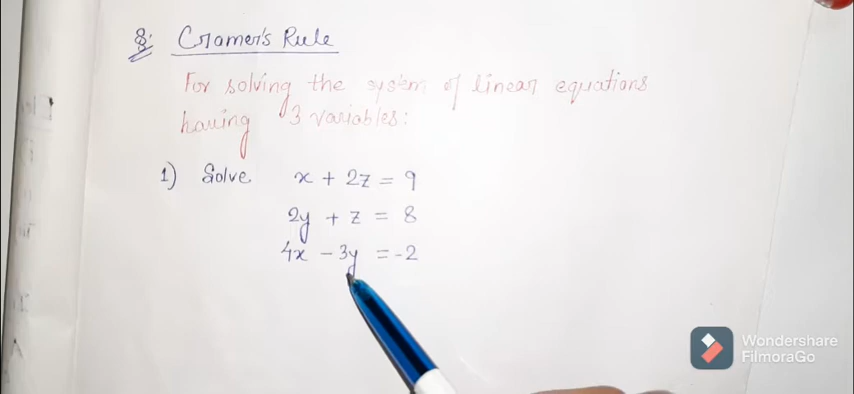 Q. Cramer's Rule
For solving the system of linear equations
having 3 variables:
1) Solve x + 2z = 9
2y + z = 8
4x - 3y = -2
Wondershare
FilmoraGo